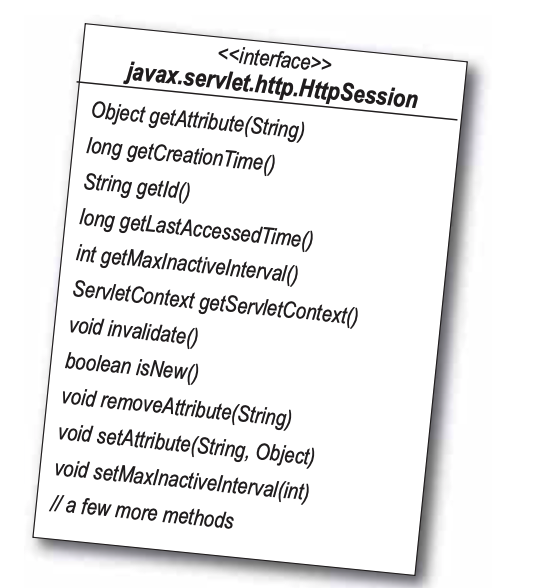 <<interface>>
javax.servlet.http.HttpSession
Object getAttribute(String)
long getCreationTime()
String getId()
long getLastAccessedTime()
int getMaxInactiveInterval()
ServletContext getServletContext()
void invalidate()
boolean isNew()
void removeAttribute(String)
void setAttribute(String, Object)
void setMaxInactiveInterval(int)
// a few more methods